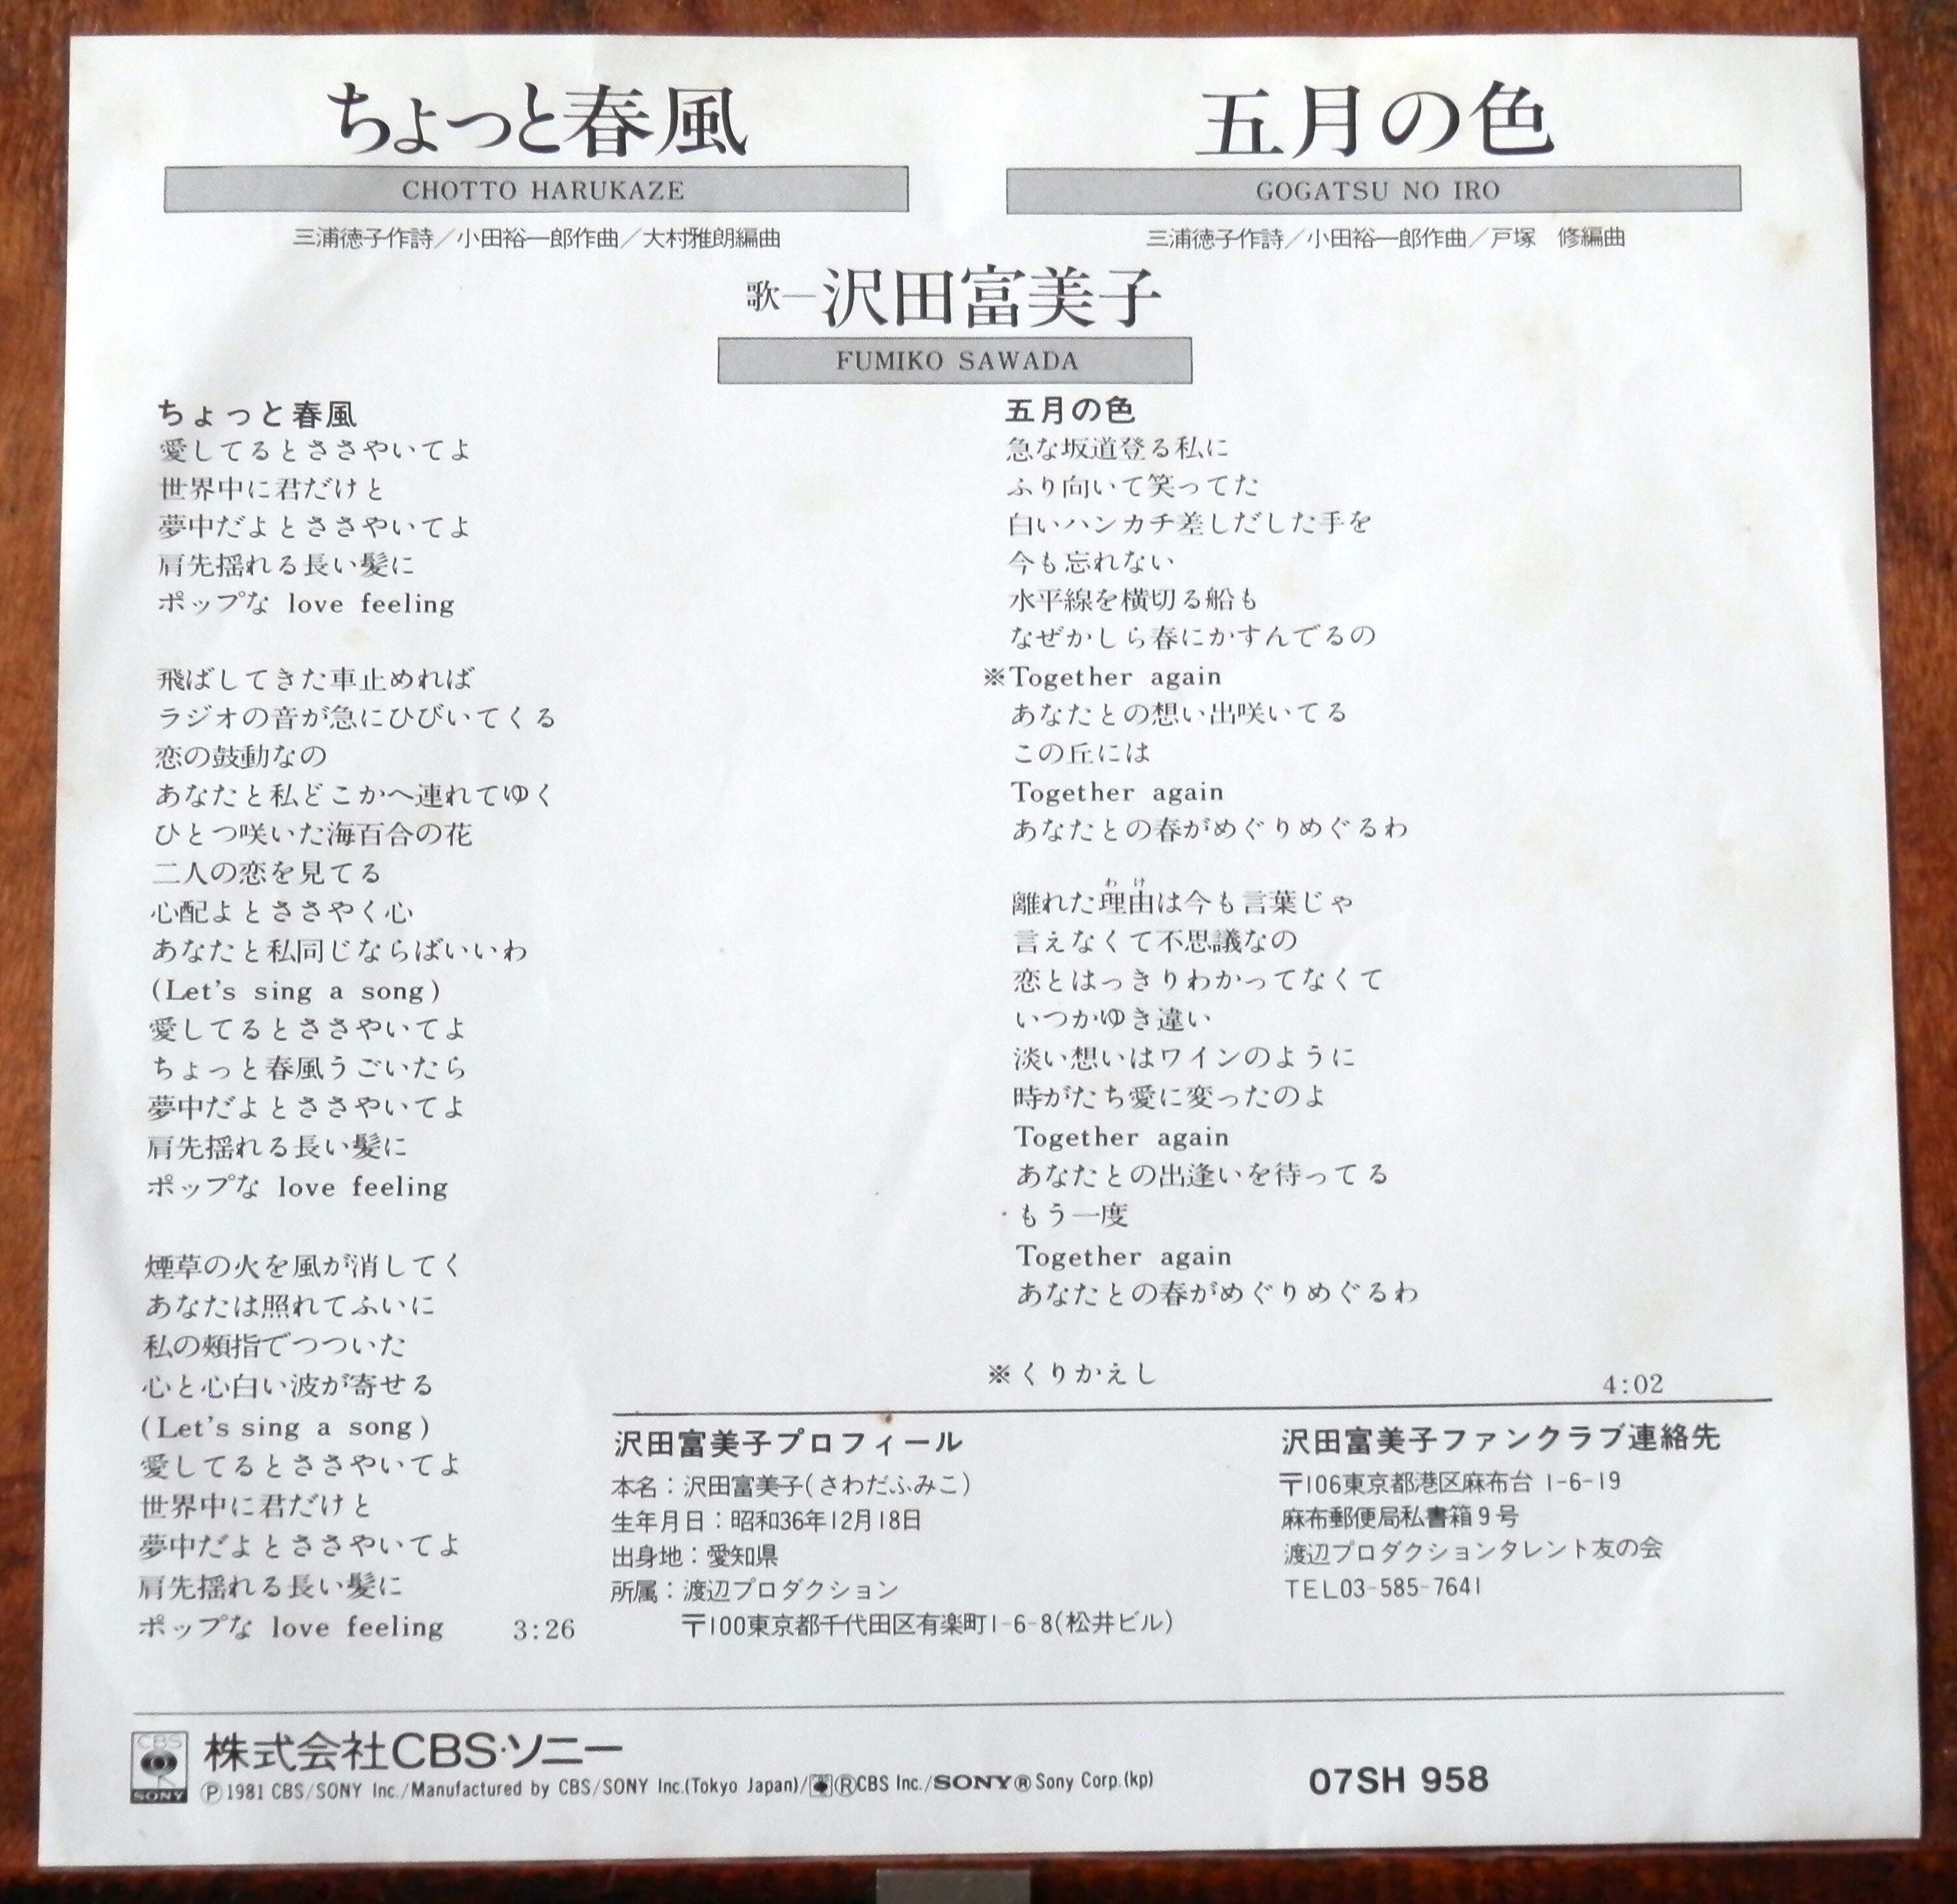 ちょっと春風
CHOTTO HARUKAZE
三浦徳子作詩／小田裕一郎作曲／大村雅朗編曲
五月の色
GOGATSU NO IRO
三浦徳子作詩／小田裕一郎作曲／戸塚　修編曲
歌―沢田富美子
FUMIKO SAWADA
ちょっと春風
愛してるとささやいてよ
世界中に君だけと
夢中だよとささやいてよ
肩先揺れる長い髪に
ポップな love feeling
飛ばしてきた車止めれば
ラジオの音が急にひびいてくる
恋の鼓動なの
あなたと私どこかへ連れてゆく
ひとつ咲いた海百合の花
二人の恋を見てる
心配よとささやく心
あなたと私同じならばいいわ
(Let's sing a song)
愛してるとささやいてよ
ちょっと春風うごいたら
夢中だよとささやいてよ
肩先揺れる長い髪に
ポップな love feeling
煙草の火を風が消してく
あなたは照れてふいに
私の頬指でつついた
心と心白い波が寄せる
(Let's sing a song)
愛してるとささやいてよ
世界中に君だけと
夢中だよとささやいてよ
肩先揺れる長い髪に
ポップな love feeling 3:26
五月の色
急な坂道登る私に
ふり向いて笑ってた
白いハンカチ差しだした手を
今も忘れない
水平線を横切る船も
なぜかしら春にかすんでるの
※Together again
あなたとの想い出咲いてる
この丘には
Together again
あなたとの春がめぐりめぐるわ
わけ
離れた理由は今も言葉じゃ
言えなくて不思議なの
恋とはっきりわかってなくて
いつかゆき違い
淡い想いはワインのように
時がたち愛に変ったのよ
Together again
あなたとの出逢いを待ってる
もう一度
Together again
あなたとの春がめぐりめぐるわ
※くりかえし
4:02
沢田富美子プロフィール
本名：沢田富美子(さわだふみこ)
生年月日：昭和36年12月18日
出身地：愛知県
所属：渡辺プロダクション
〒100東京都千代田区有楽町1-6-8(松井ビル)
沢田富美子ファンクラブ連絡先
〒106東京都港区麻布台 1-6-19
麻布郵便局私書箱9号
渡辺プロダクションタレント友の会
TEL03-585-7641
CBS
SONY
株式会社CBS・ソニー
Ⓟ1981 CBS/SONY Inc./Manufactured by CBS/SONY Inc.(Tokyo Japan)/ⓇCBS Inc./SONY®Sony Corp.(kp)
07SH 958